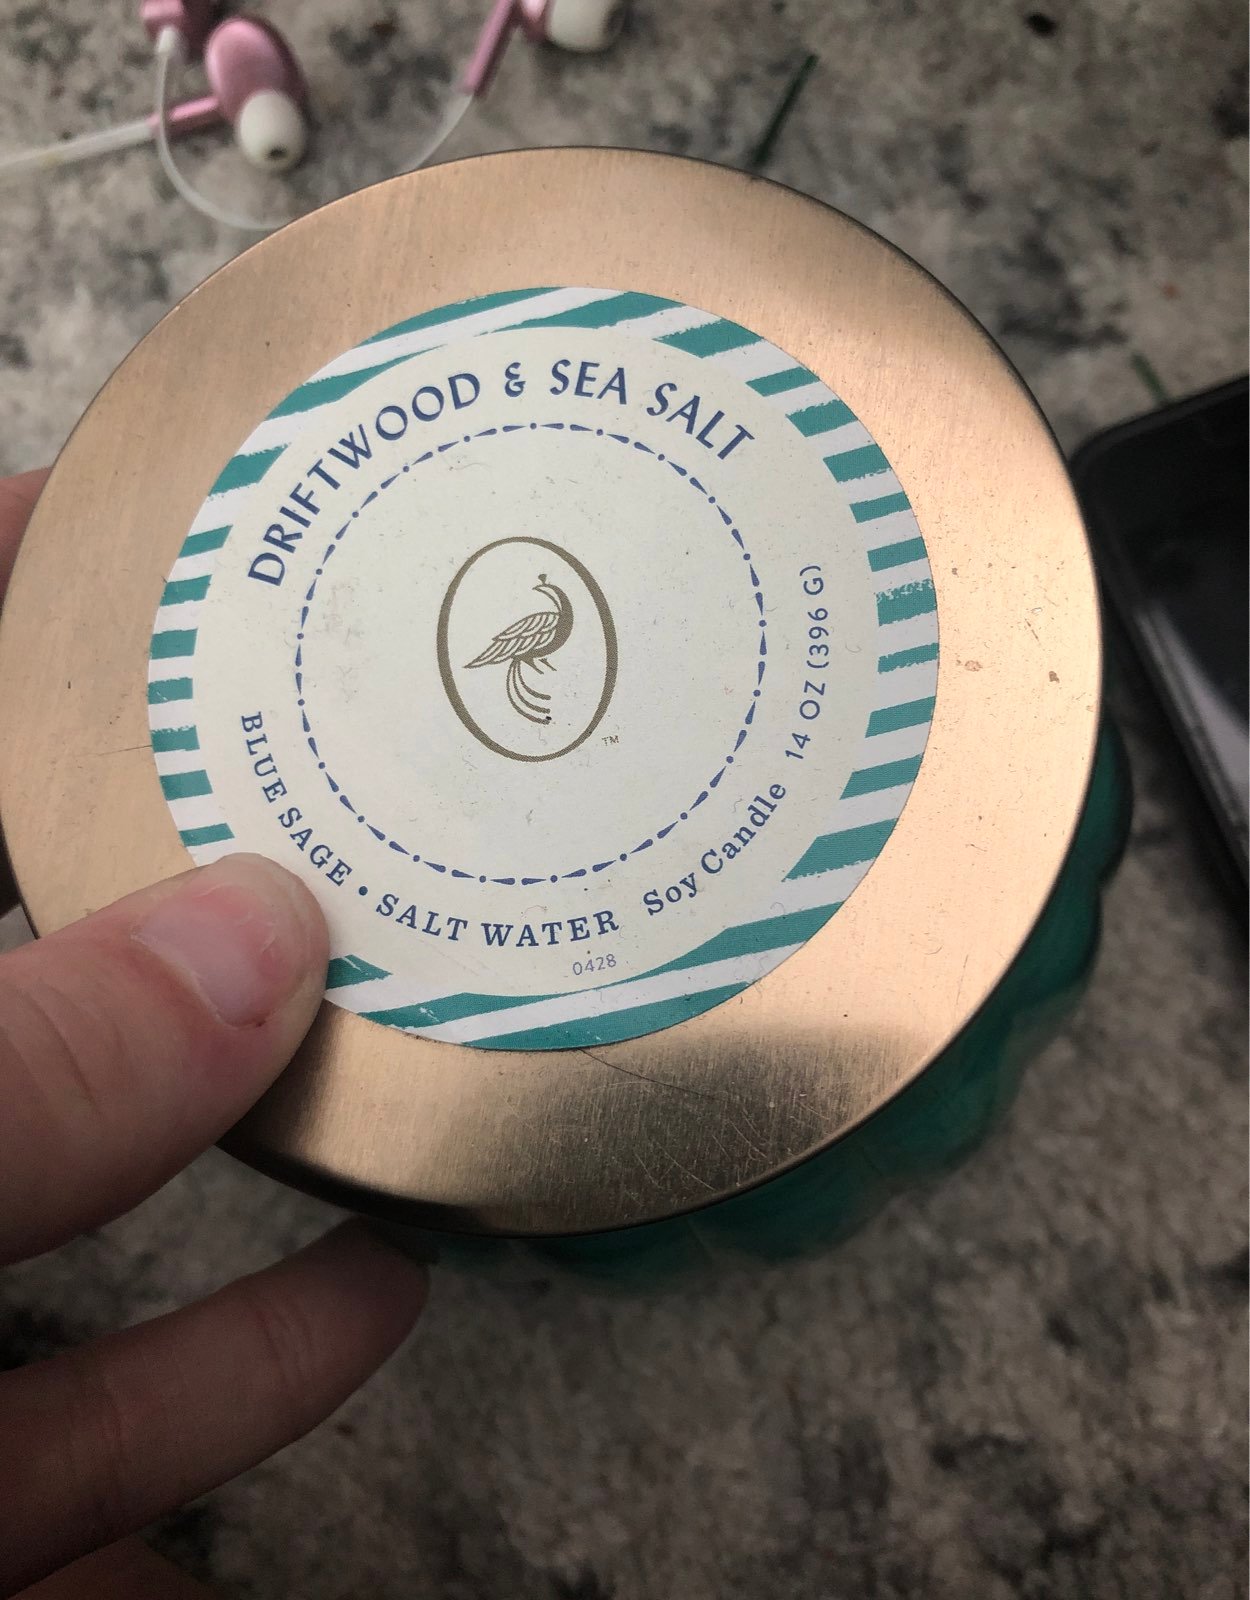 DRIFTWOOD & SEA SALT
TM
BLUE SAGE • SALT WATER Soy Candle 14 OZ (396 G)
0428